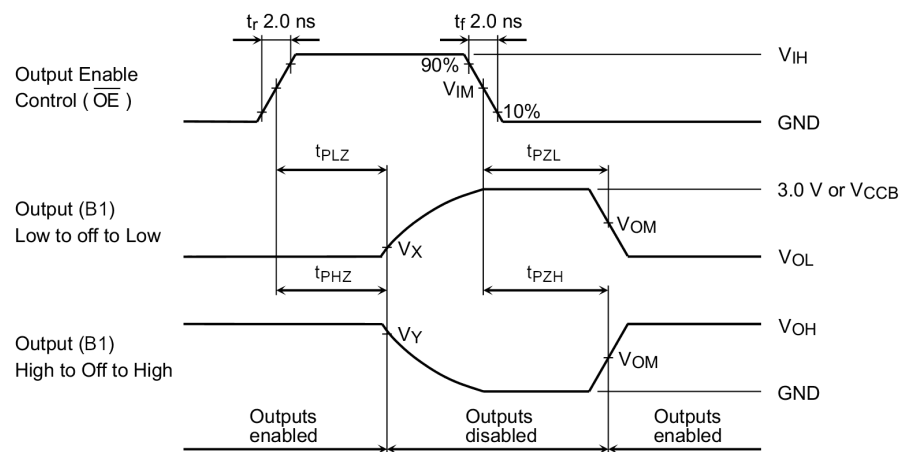 tr 2.0 ns
tf 2.0 ns
Output Enable
Control ( OE )
90%
VIM
10%
VIH
GND
tPLZ
tPZL
Output (B1)
Low to off to Low
VX
VOM
3.0 V or VCCB
VOL
tPHZ
tPZH
Output (B1)
High to Off to High
VY
VOM
VOH
GND
Outputs
enabled
Outputs
disabled
Outputs
enabled